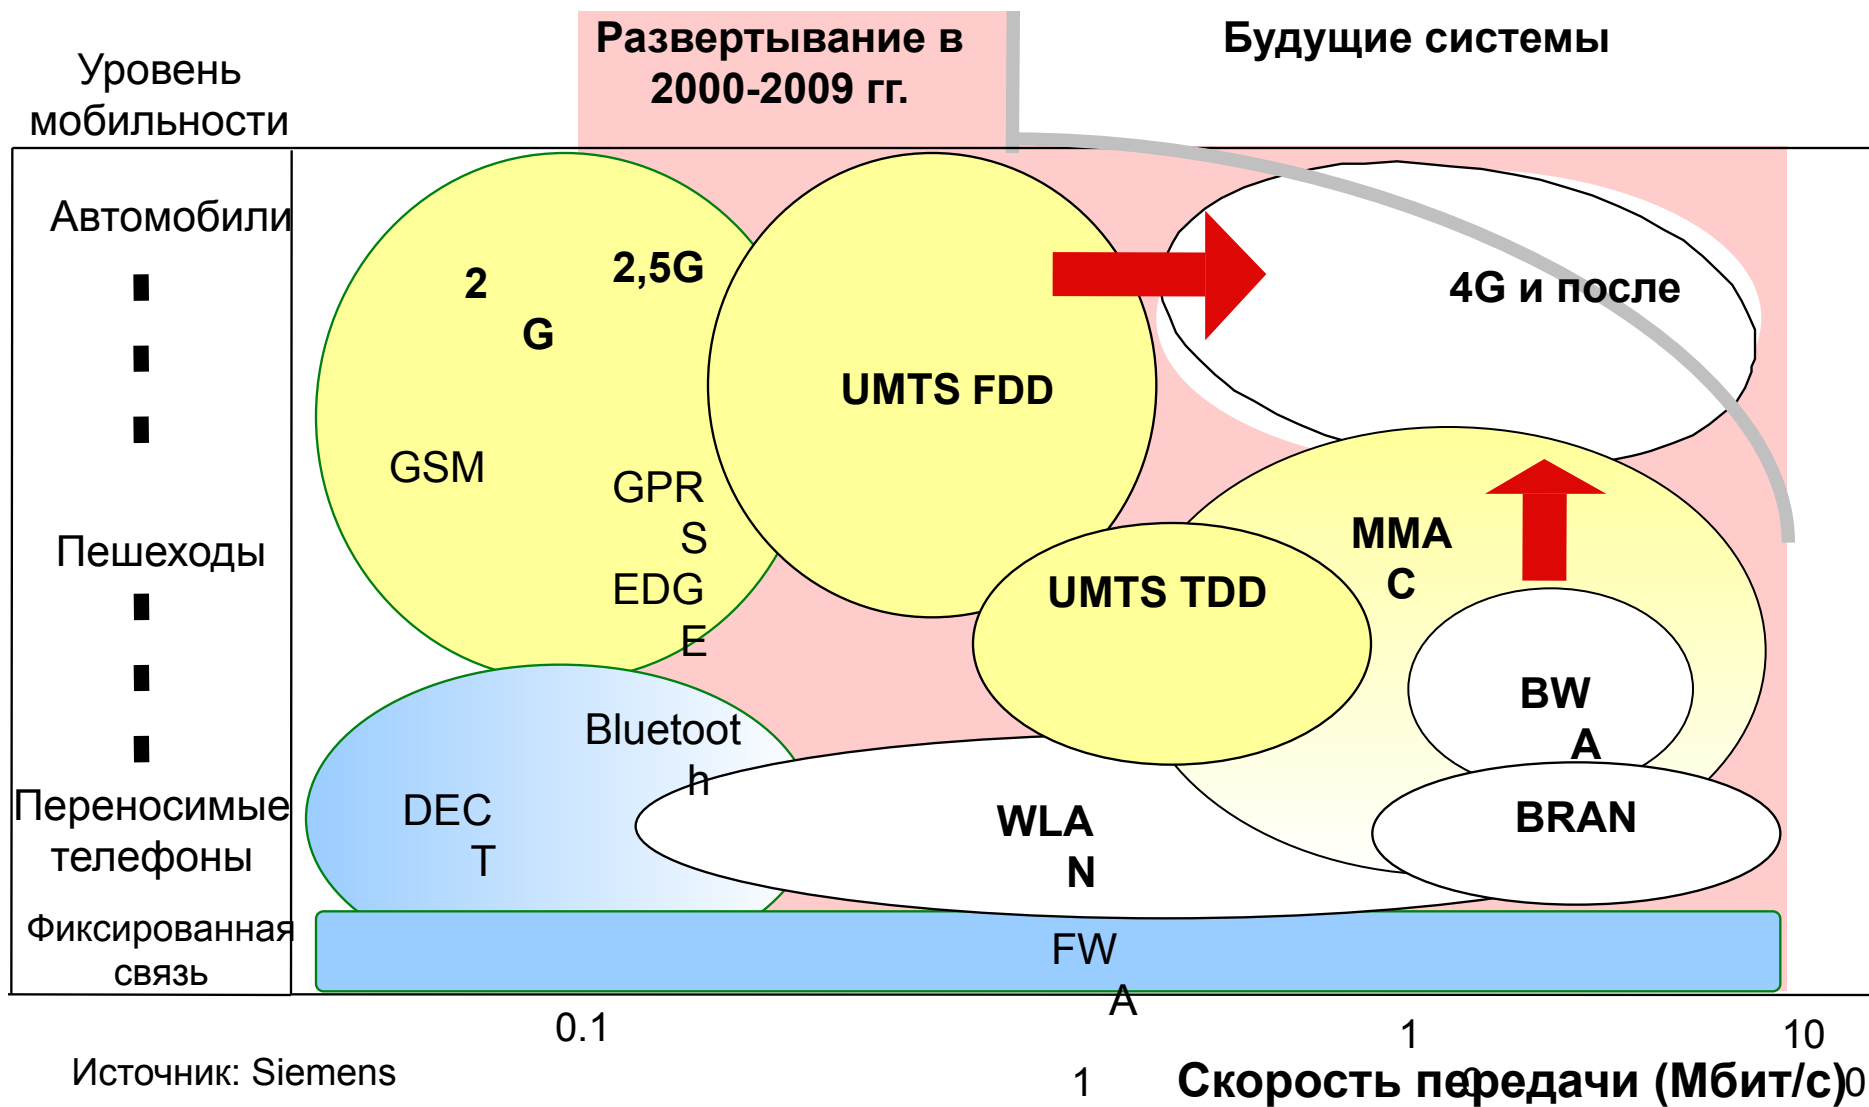 Развертывание в
2000-2009 гг.
Будущие системы
Уровень
мобильности
Автомобили
2
G
2,5G
4G и после
UMTS FDD
GSM
GPR
S
EDG
E
Пешеходы
MMA
C
UMTS TDD
BW
A
Bluetoot
h
Переносимые
телефоны
DEC
T
WLA
N
BRAN
Фиксированная
связь
FW
A
0.1
1
0
1
10
0
Скорость передачи (Мбит/с)
Источник: Siemens